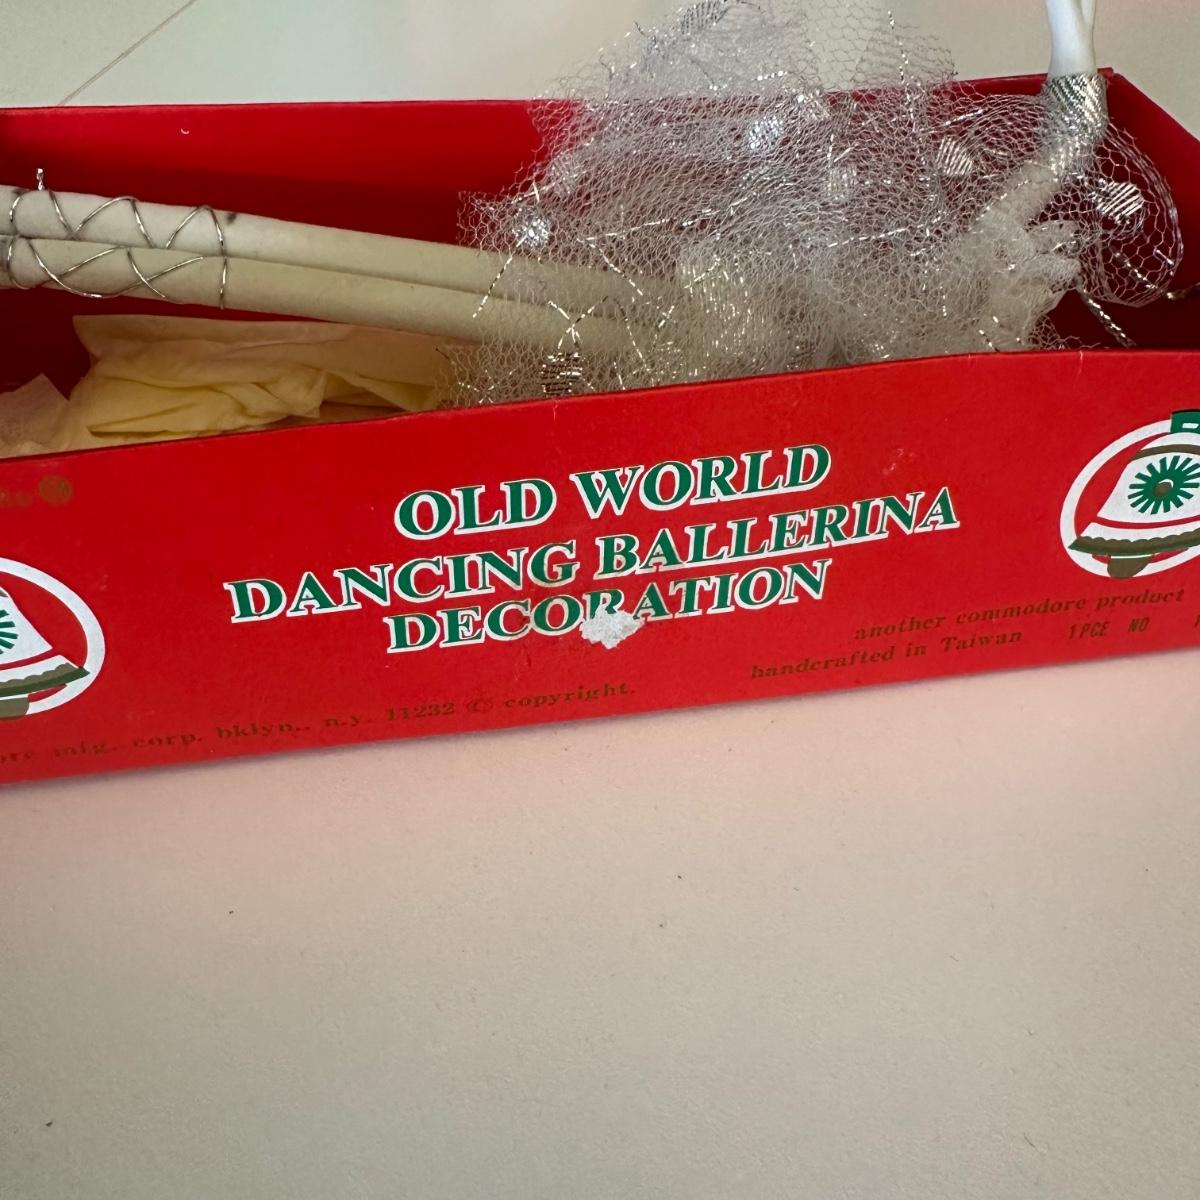 OLD WORLD
DANCING BALLERINA
DECORATION
another commodore product
handcrafted in Taiwan 1PCE NO
mfg. corp. bklyn., n.y. 11232 © copyright.